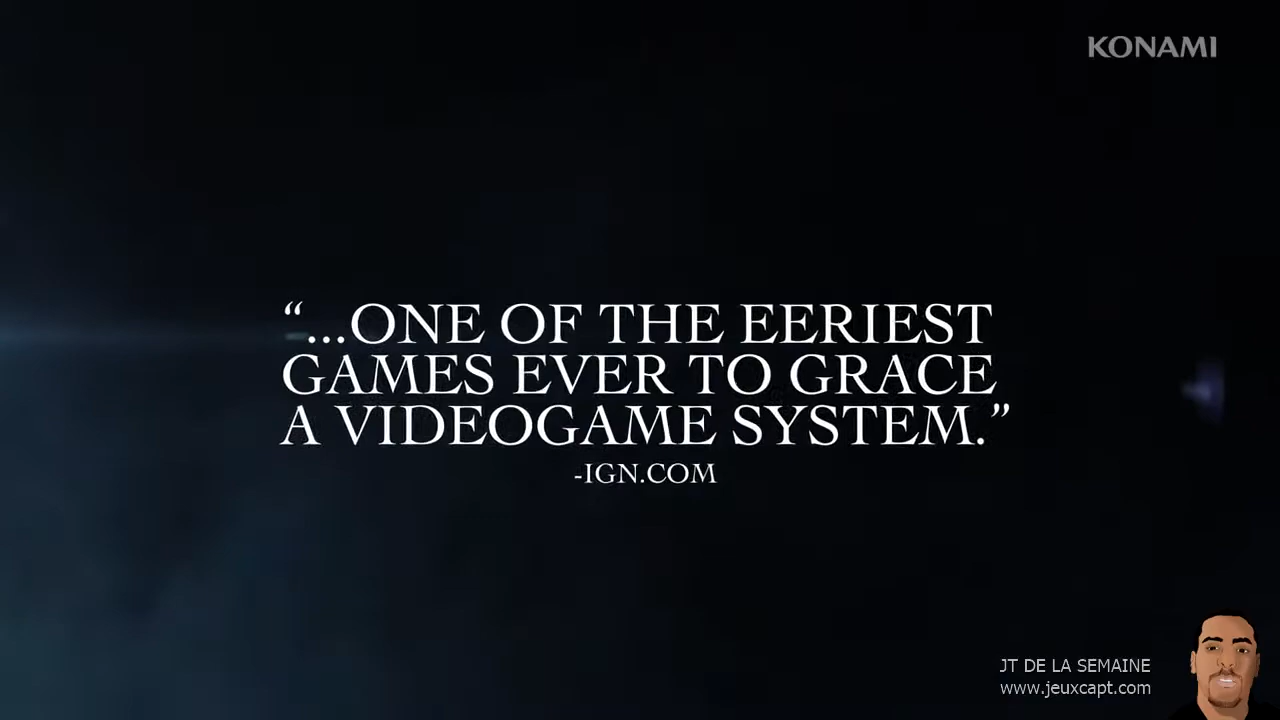 KONAMI
“...ONE OF THE EERIEST
GAMES EVER TO GRACE
A VIDEOGAME SYSTEM.”
-IGN.COM
JT DE LA SEMAINE
www.jeuxcapt.com